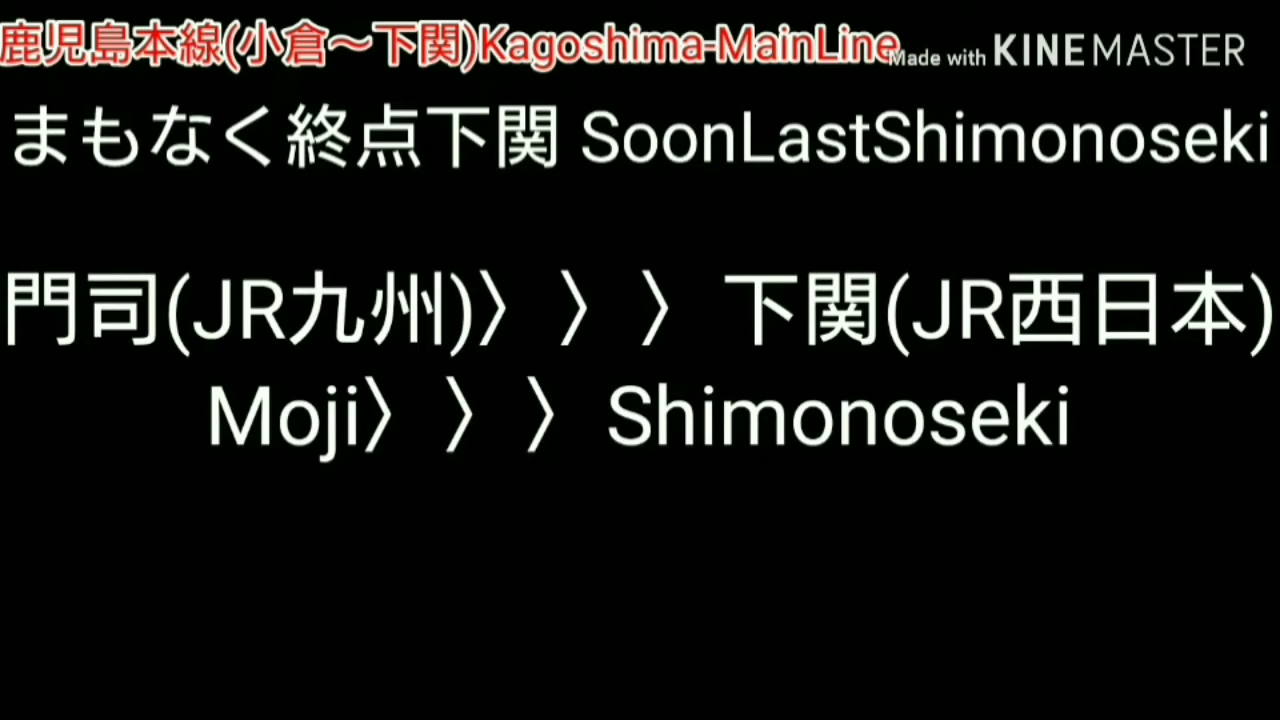 鹿児島本線(小倉～下関)Kagoshima-MainLine
Made with KINEMASTER
まもなく終点下関 SoonLastShimonoseki
門司(JR九州)〉〉〉下関(JR西日本)
Moji〉〉〉Shimonoseki